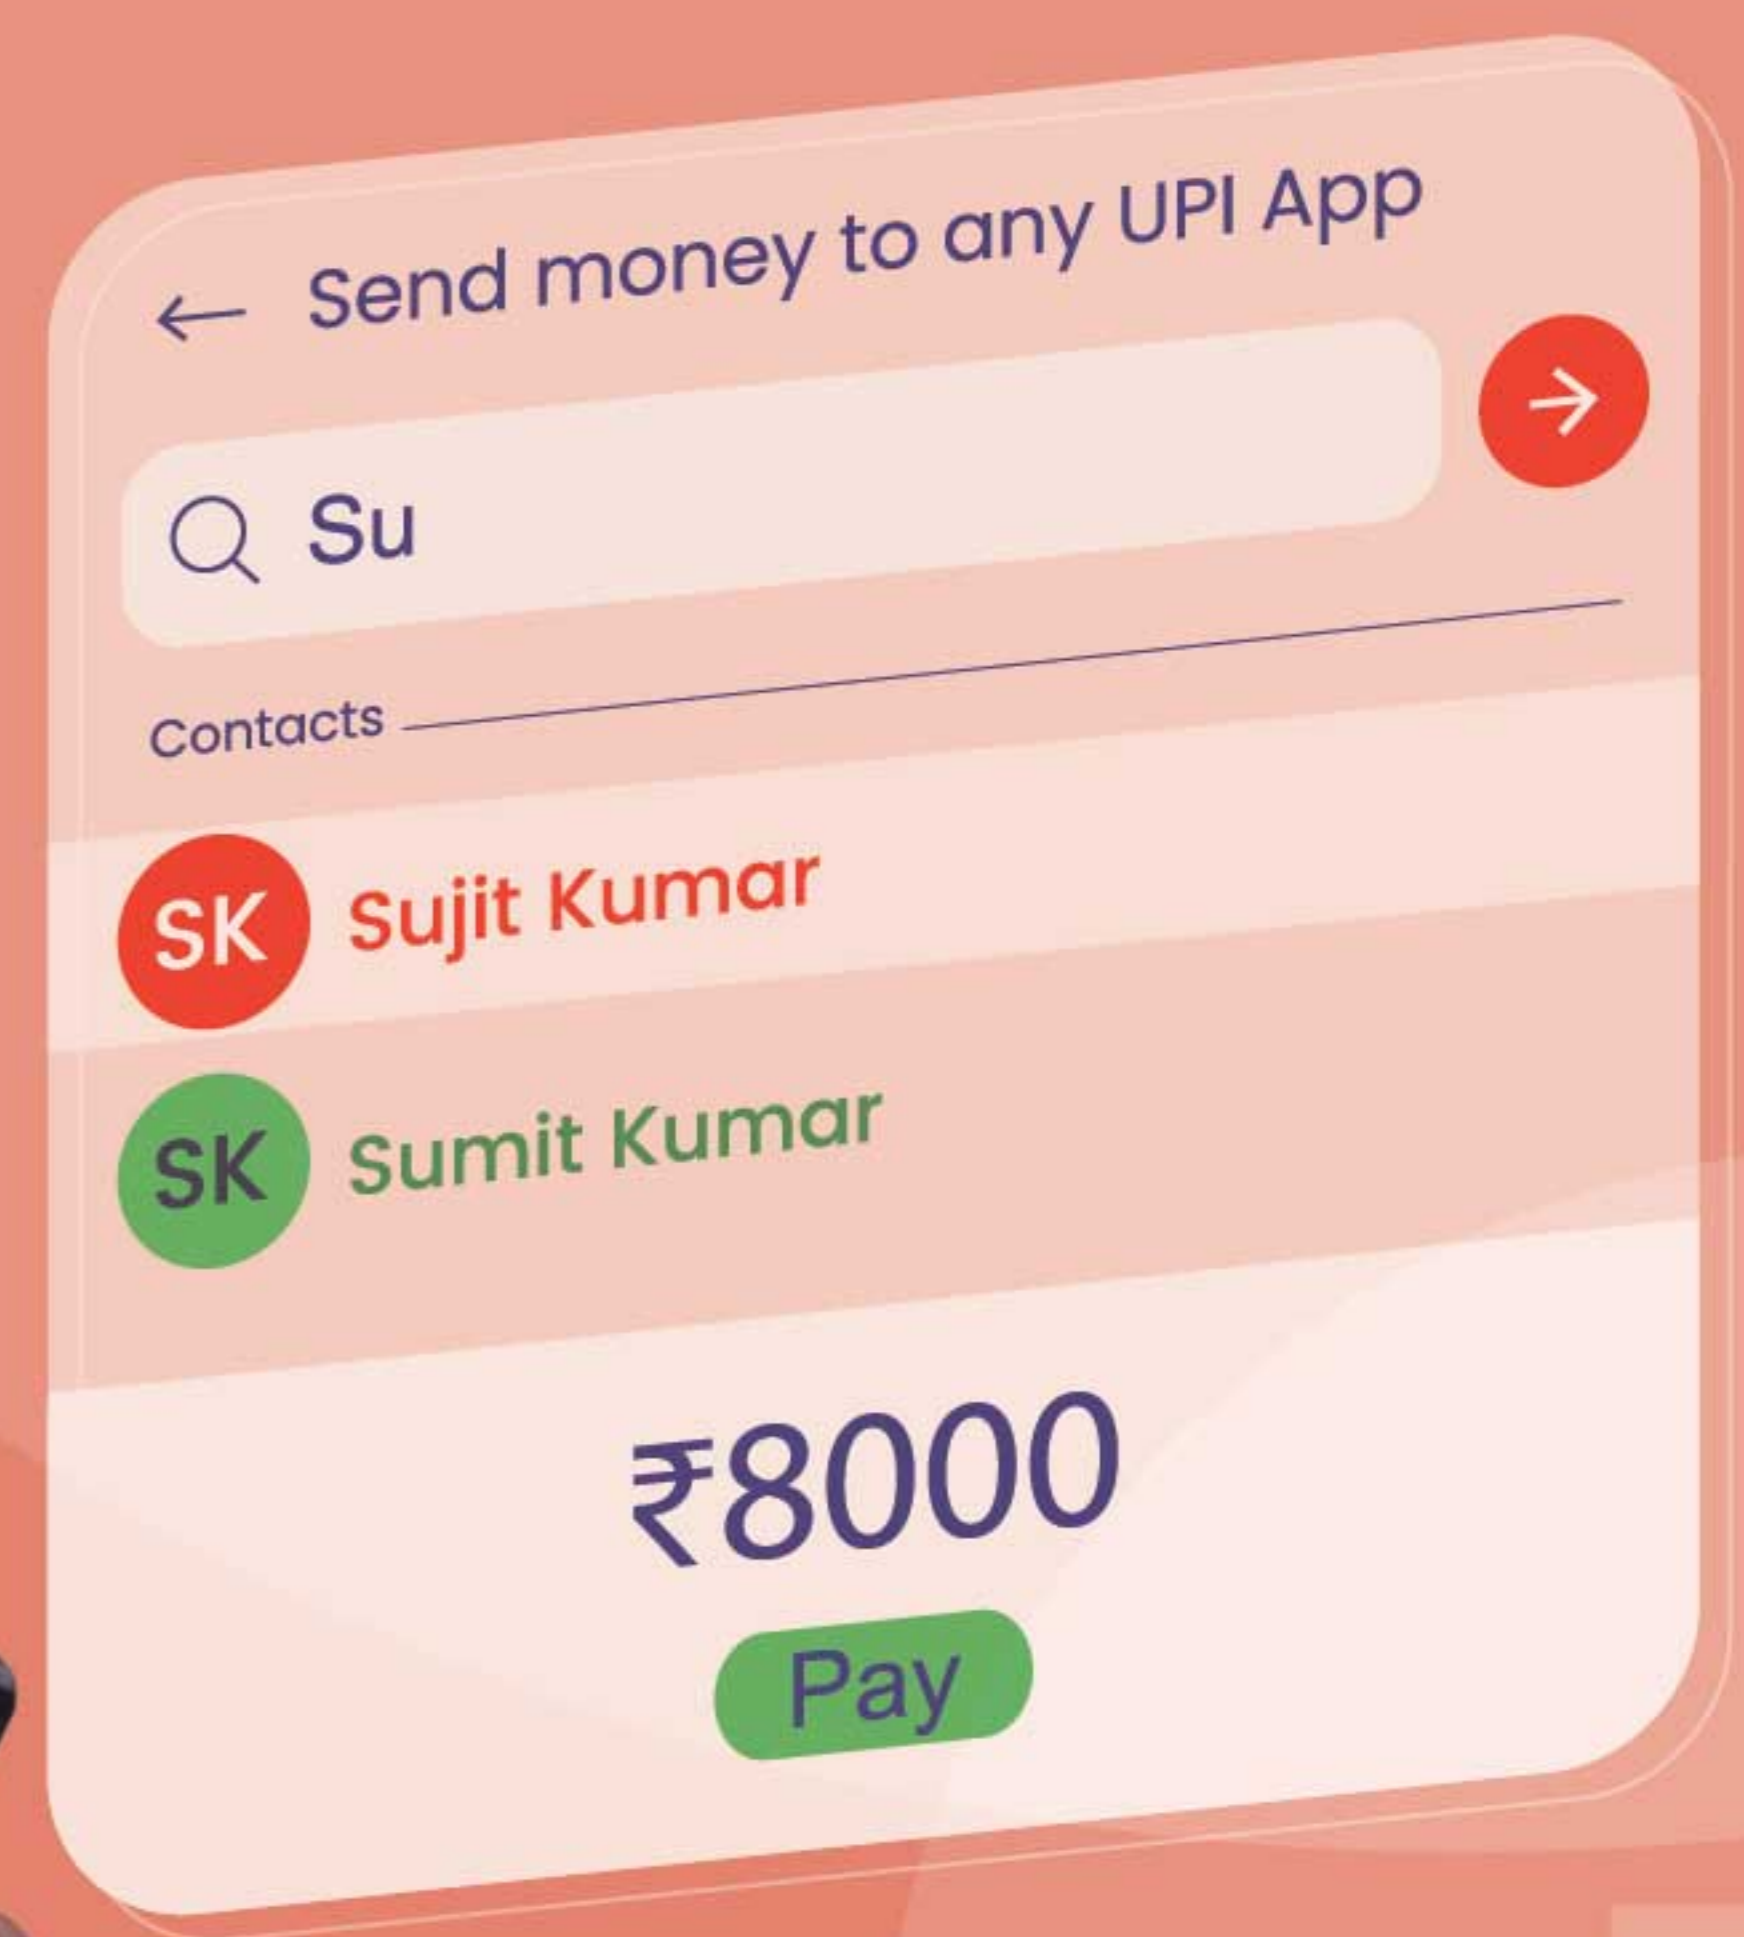 Send money to any UPI App
Su
Contacts
SK Sujit Kumar
SK Sumit Kumar
₹8000
Pay